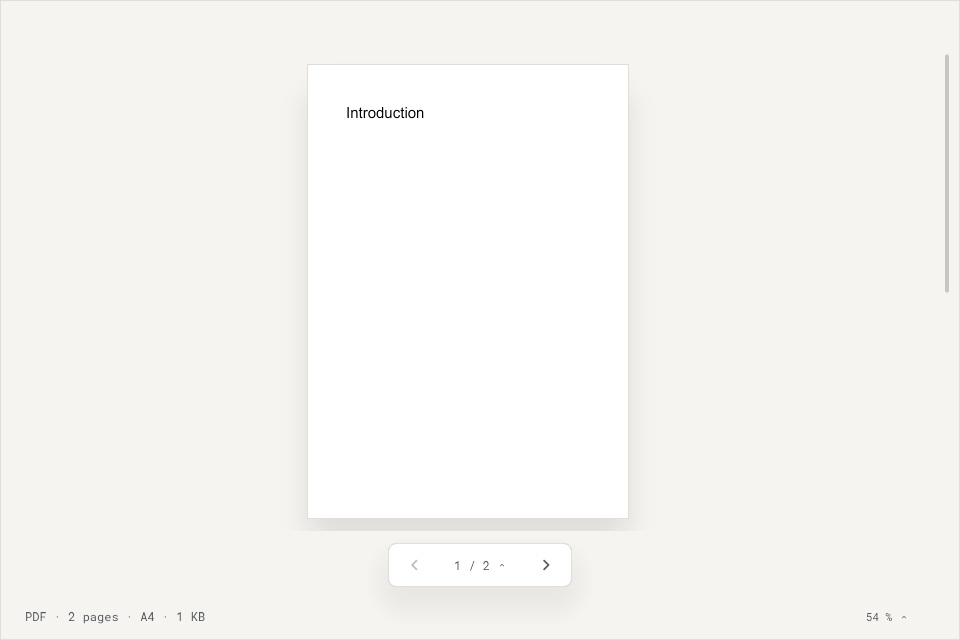 Introduction
1 / 2
PDF · 2 pages · A4 · 1 KB
54 %